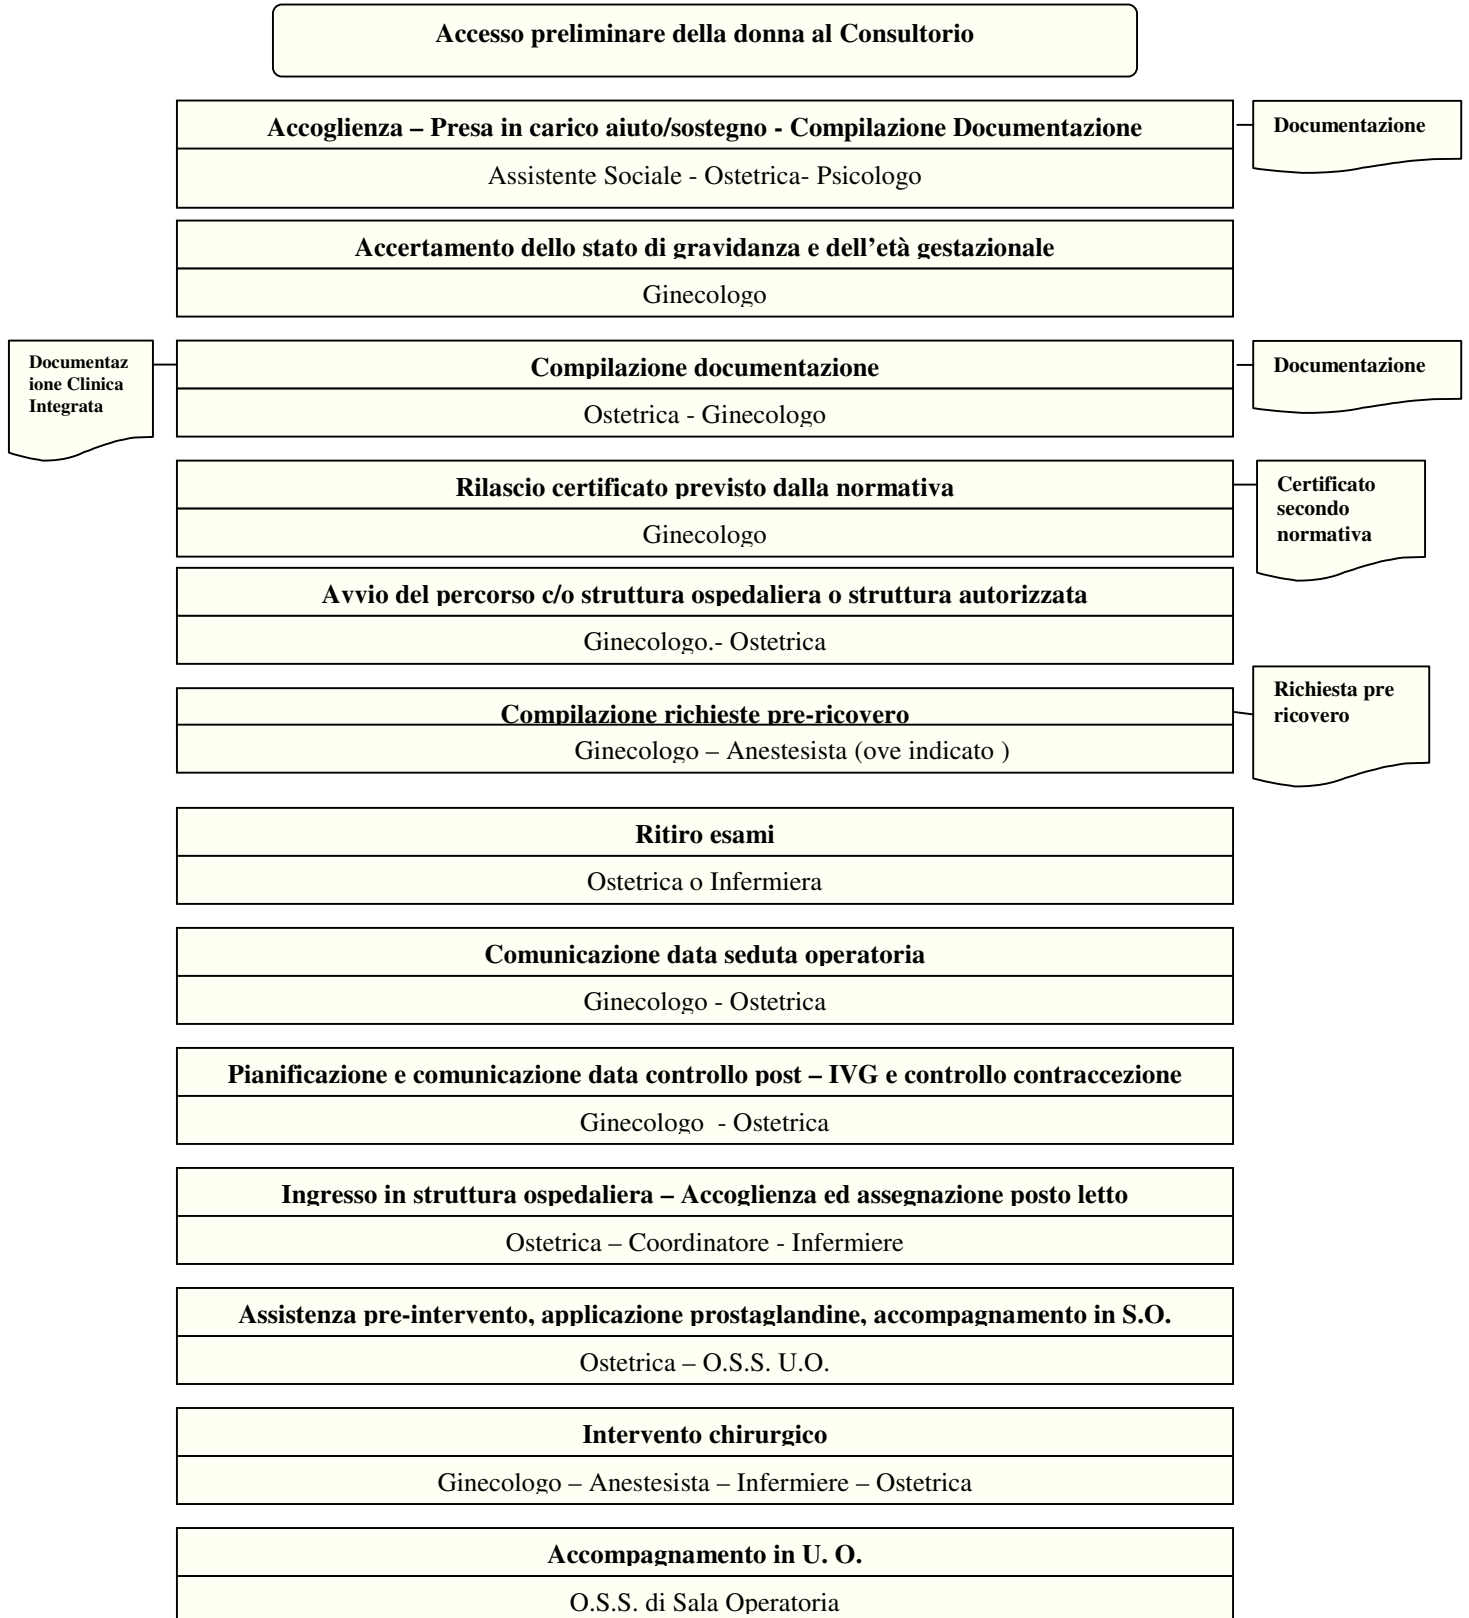 Accesso preliminare della donna al Consultorio
Accoglienza – Presa in carico aiuto/sostegno - Compilazione Documentazione
Documentazione
Assistente Sociale - Ostetrica- Psicologo
Accertamento dello stato di gravidanza e dell'età gestazionale
Ginecologo
Documentaz
ione Clinica
Integrata
Compilazione documentazione
Documentazione
Ostetrica - Ginecologo
Rilascio certificato previsto dalla normativa
Certificato
secondo
normativa
Ginecologo
Avvio del percorso c/o struttura ospedaliera o struttura autorizzata
Ginecologo.- Ostetrica
Compilazione richieste pre-ricovero
Richiesta pre
ricovero
Ginecologo – Anestesista (ove indicato )
Ritiro esami
Ostetrica o Infermiera
Comunicazione data seduta operatoria
Ginecologo - Ostetrica
Pianificazione e comunicazione data controllo post – IVG e controllo contraccezione
Ginecologo - Ostetrica
Ingresso in struttura ospedaliera – Accoglienza ed assegnazione posto letto
Ostetrica – Coordinatore - Infermiere
Assistenza pre-intervento, applicazione prostaglandine, accompagnamento in S.O.
Ostetrica – O.S.S. U.O.
Intervento chirurgico
Ginecologo – Anestesista – Infermiere – Ostetrica
Accompagnamento in U. O.
O.S.S. di Sala Operatoria